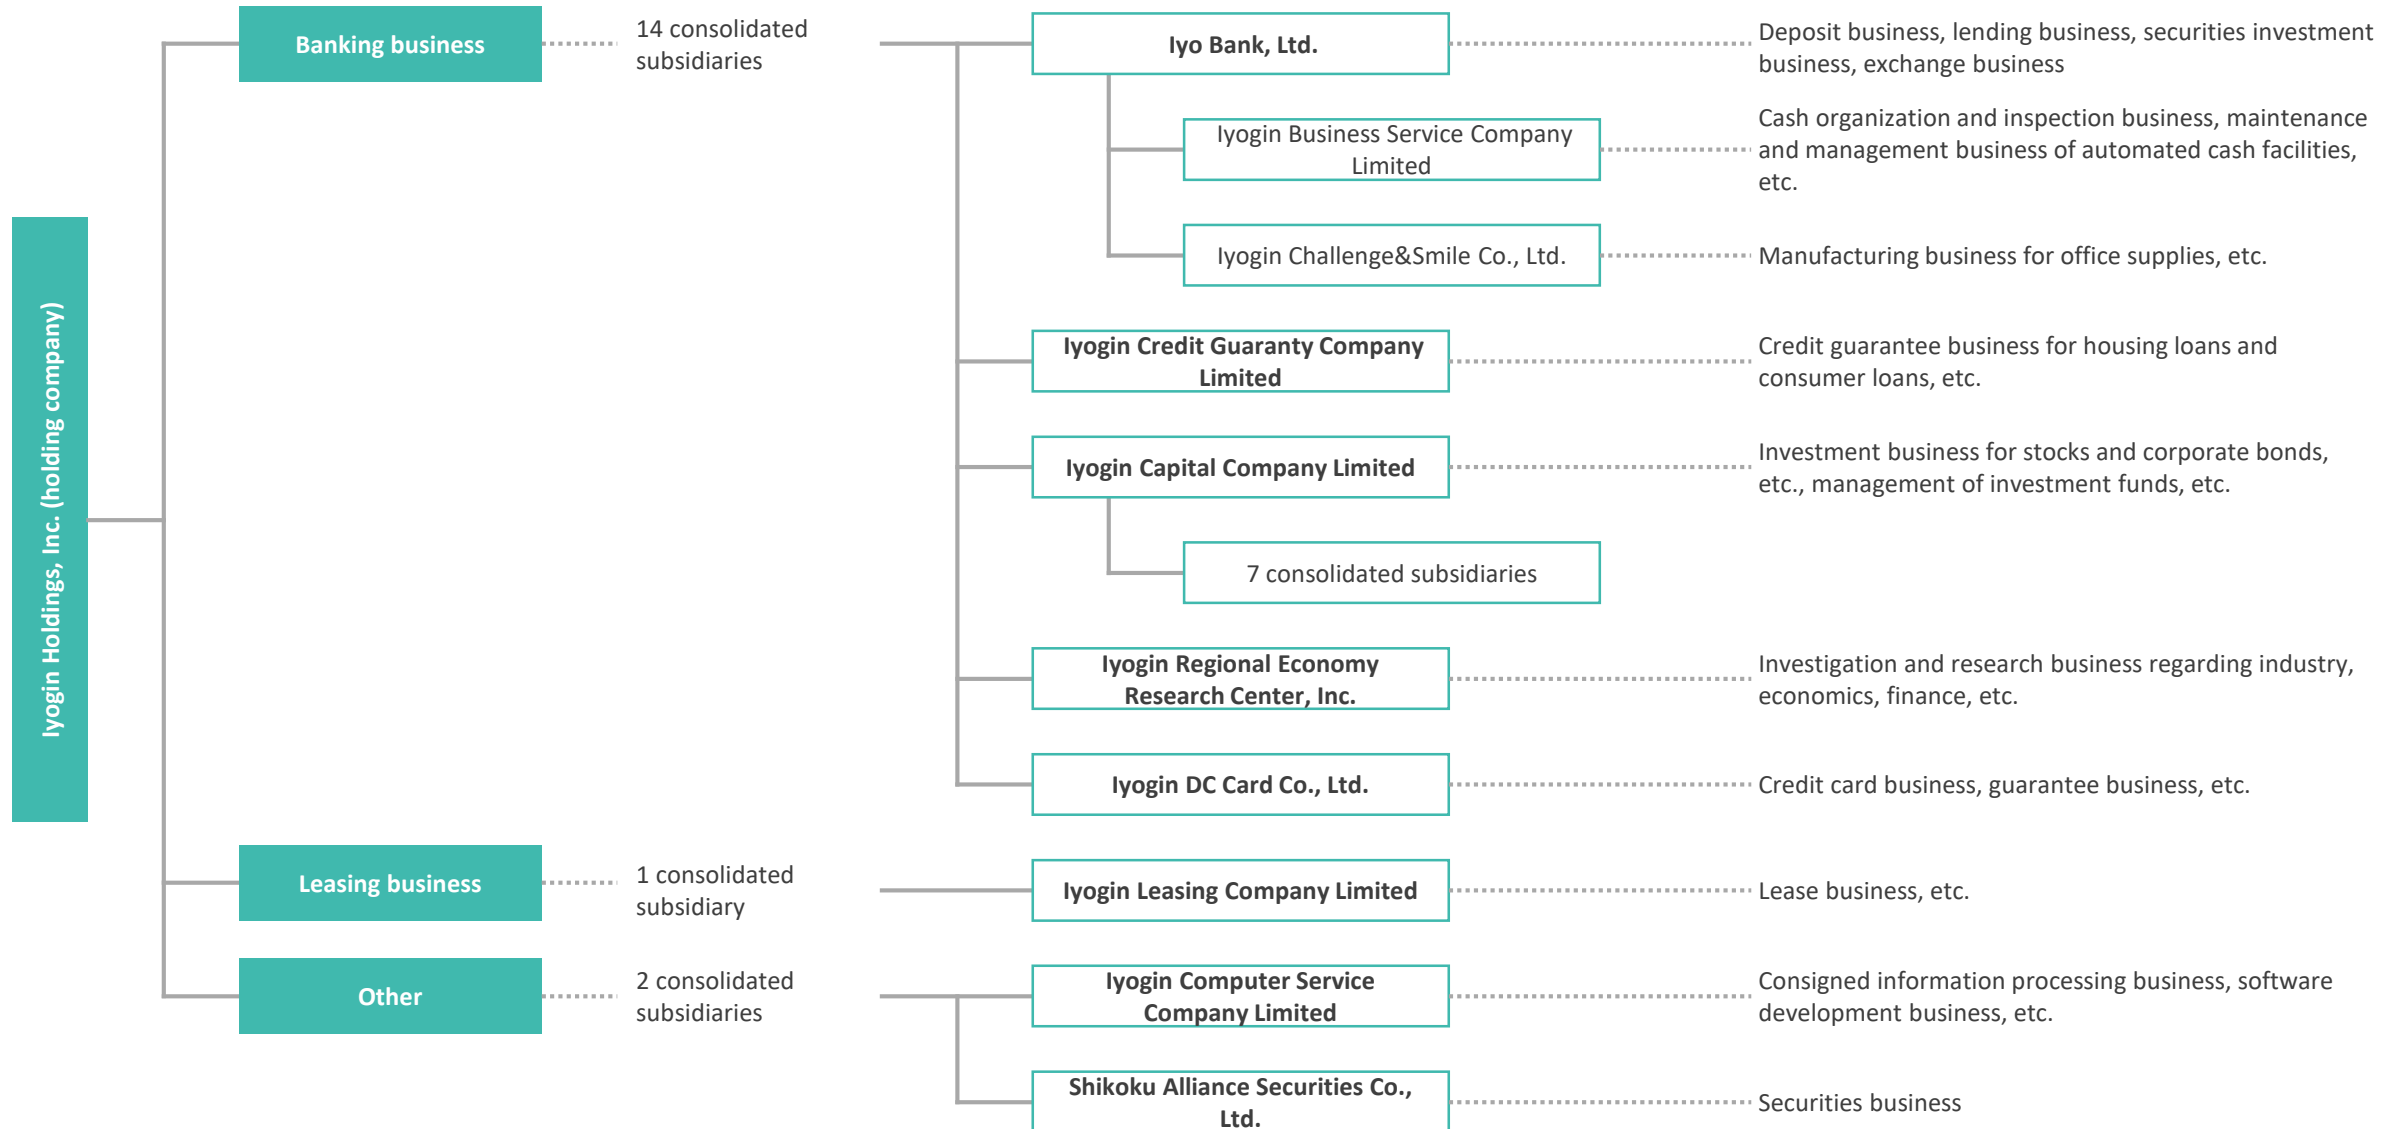 Iyogin Holdings, Inc. (holding company)
Banking business
14 consolidated
subsidiaries
Iyo Bank, Ltd.
Deposit business, lending business, securities investment
business, exchange business
Iyogin Business Service Company
Limited
Cash organization and inspection business, maintenance
and management business of automated cash facilities,
etc.
Iyogin Challenge&Smile Co., Ltd.
Manufacturing business for office supplies, etc.
Iyogin Credit Guaranty Company
Limited
Credit guarantee business for housing loans and
consumer loans, etc.
Iyogin Capital Company Limited
Investment business for stocks and corporate bonds,
etc., management of investment funds, etc.
7 consolidated subsidiaries
Iyogin Regional Economy
Research Center, Inc.
Investigation and research business regarding industry,
economics, finance, etc.
Iyogin DC Card Co., Ltd.
Credit card business, guarantee business, etc.
Leasing business
1 consolidated
subsidiary
Iyogin Leasing Company Limited
Lease business, etc.
Other
2 consolidated
subsidiaries
Iyogin Computer Service
Company Limited
Consigned information processing business, software
development business, etc.
Shikoku Alliance Securities Co.,
Ltd.
Securities business